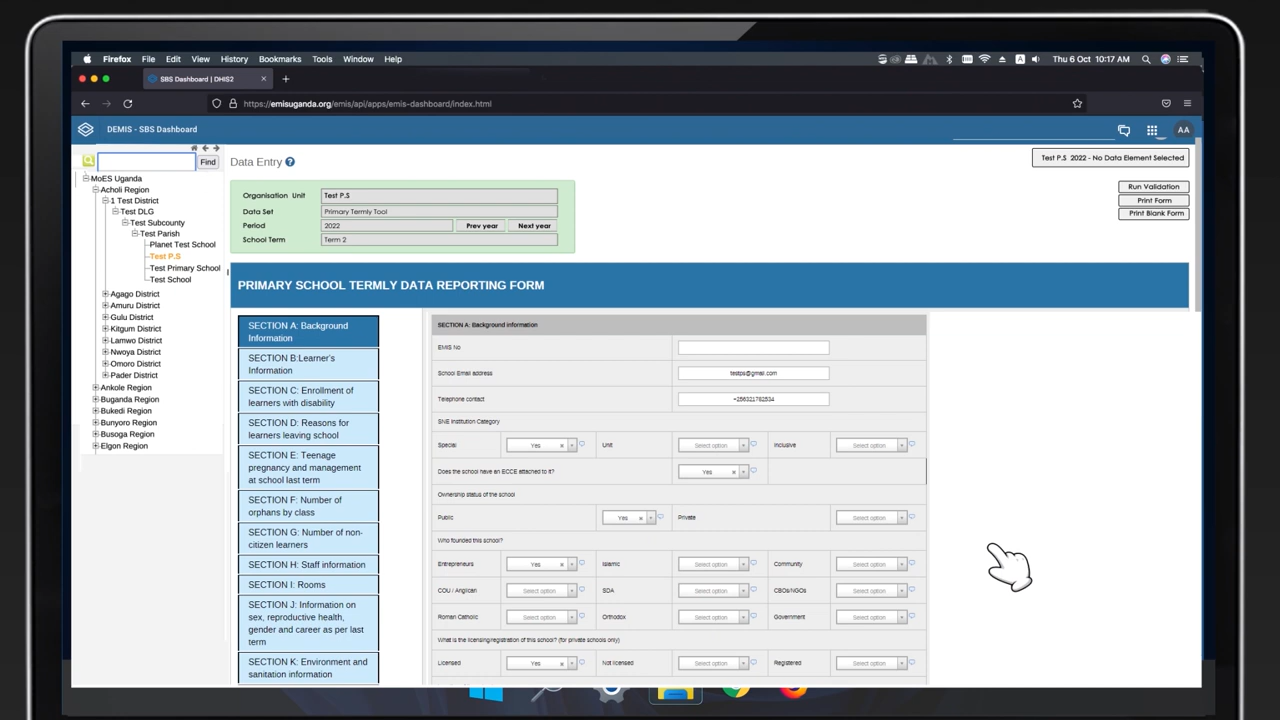 Firefox File Edit View History Bookmarks Tools Window Help
A Thu 6 Oct 10:17 AM
SBS Dashboard | DHIS2
https://emisuganda.org/emis/api/apps/emis-dashboard/index.html
DEMIS - SBS Dashboard
AA
Find
MoES Uganda
Acholi Region
1 Test District
Test DLG
Test Subcounty
Test Parish
Planet Test School
Test P.S
Test Primary School
Test School
Agago District
Amuru District
Gulu District
Kitgum District
Lamwo District
Nwoya District
Omoro District
Pader District
Ankole Region
Buganda Region
Bukedi Region
Bunyoro Region
Busoga Region
Elgon Region
Data Entry
Test P.S 2022 - No Data Element Selected
Run Validation
Print Form
Print Blank Form
Organisation Unit Test P.S
Data Set Primary Termly Tool
Period 2022 Prev year Next year
School Term Term 2
PRIMARY SCHOOL TERMLY DATA REPORTING FORM
SECTION A: Background
Information
SECTION B:Learner's
Information
SECTION C: Enrollment of
learners with disability
SECTION D: Reasons for
learners leaving school
SECTION E: Teenage
pregnancy and management
at school last term
SECTION F: Number of
orphans by class
SECTION G: Number of non-
citizen learners
SECTION H: Staff information
SECTION I: Rooms
SECTION J: Information on
sex, reproductive health,
gender and career as per last
term
SECTION K: Environment and
sanitation information
SECTION A: Background information
EMIS No
School Email address testps@gmail.com
Telephone contact +256321782534
SNE Institution Category
Special Yes Unit Select option Inclusive Select option
Does the school have an ECCE attached to it? Yes
Ownership status of the school
Public Yes Private Select option
Who founded this school?
Entrepreneurs Yes Islamic Select option Community Select option
COU / Anglican Select option SDA Select option CBOs/NGOs Select option
Roman Catholic Select option Orthodox Select option Government Select option
What is the licensing/registration of this school? (for private schools only)
Licensed Yes Not licensed Select option Registered Select option